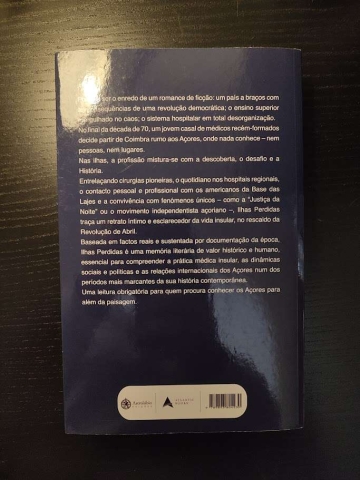 ser o enredo de um romance de ficção: um país a braços com
consequências de uma revolução democrática; o ensino superior
mergulhado no caos; o sistema hospitalar em total desorganização.
No final da década de 70, um jovem casal de médicos recém-formados
decide partir de Coimbra rumo aos Açores, onde nada conhece – nem
pessoas, nem lugares.
Nas ilhas, a profissão mistura-se com a descoberta, o desafio e a
História.
Entrelaçando cirurgias pioneiras, o quotidiano nos hospitais regionais,
o contacto pessoal e profissional com os americanos da Base das
Lajes e a convivência com fenómenos únicos – como a "Justiça da
Noite" ou o movimento independentista açoriano –, Ilhas Perdidas
traça um retrato íntimo e esclarecedor da vida insular, no rescaldo da
Revolução de Abril.
Baseada em factos reais e sustentada por documentação da época,
Ilhas Perdidas é uma memória literária de valor histórico e humano,
essencial para compreender a prática médica insular, as dinâmicas
sociais e políticas e as relações internacionais dos Açores num dos
períodos mais marcantes da sua história contemporânea.
Uma leitura obrigatória para quem procura conhecer os Açores para
além da paisagem.